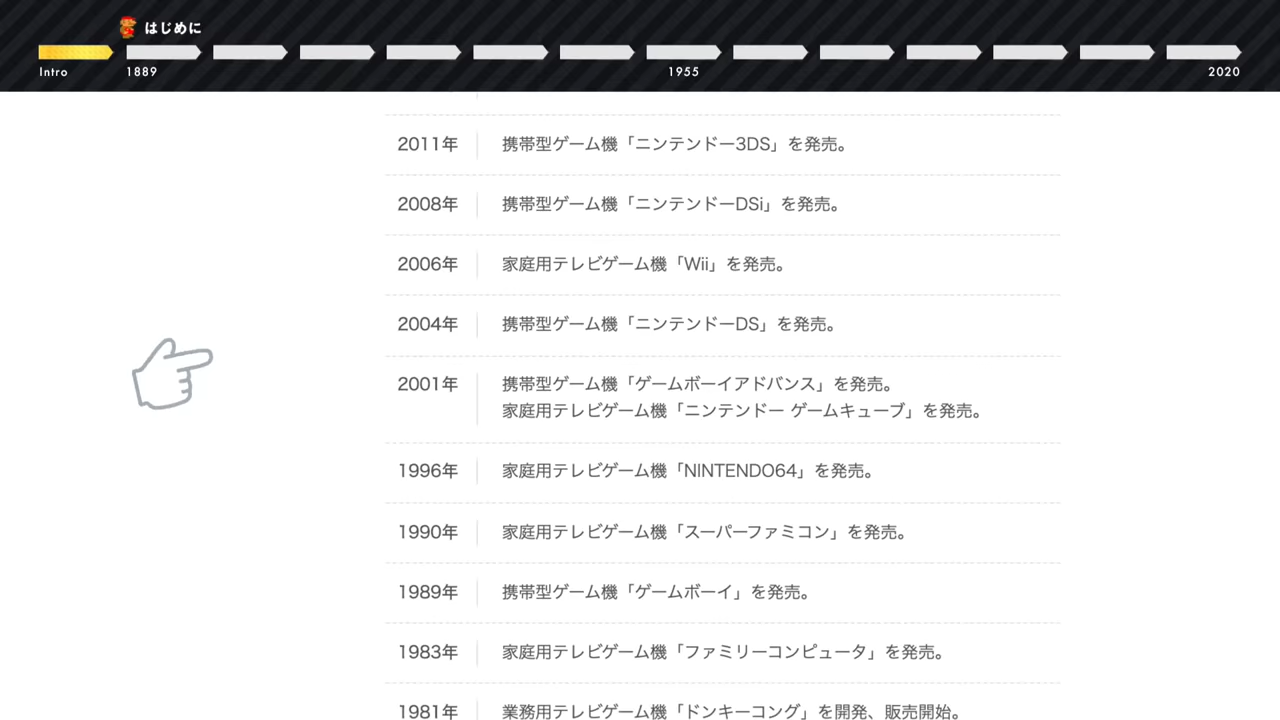 はじめに
Intro
1889
1955
2020
2011年 携帯型ゲーム機「ニンテンドー3DS」を発売。
2008年 携帯型ゲーム機「ニンテンドーDSi」を発売。
2006年 家庭用テレビゲーム機「Wii」を発売。
2004年 携帯型ゲーム機「ニンテンドーDS」を発売。
2001年 携帯型ゲーム機「ゲームボーイアドバンス」を発売。
家庭用テレビゲーム機「ニンテンドー ゲームキューブ」を発売。
1996年 家庭用テレビゲーム機「NINTENDO64」を発売。
1990年 家庭用テレビゲーム機「スーパーファミコン」を発売。
1989年 携帯型ゲーム機「ゲームボーイ」を発売。
1983年 家庭用テレビゲーム機「ファミリーコンピュータ」を発売。
1981年 業務用テレビゲーム機「ドンキーコング」を開発、販売開始。